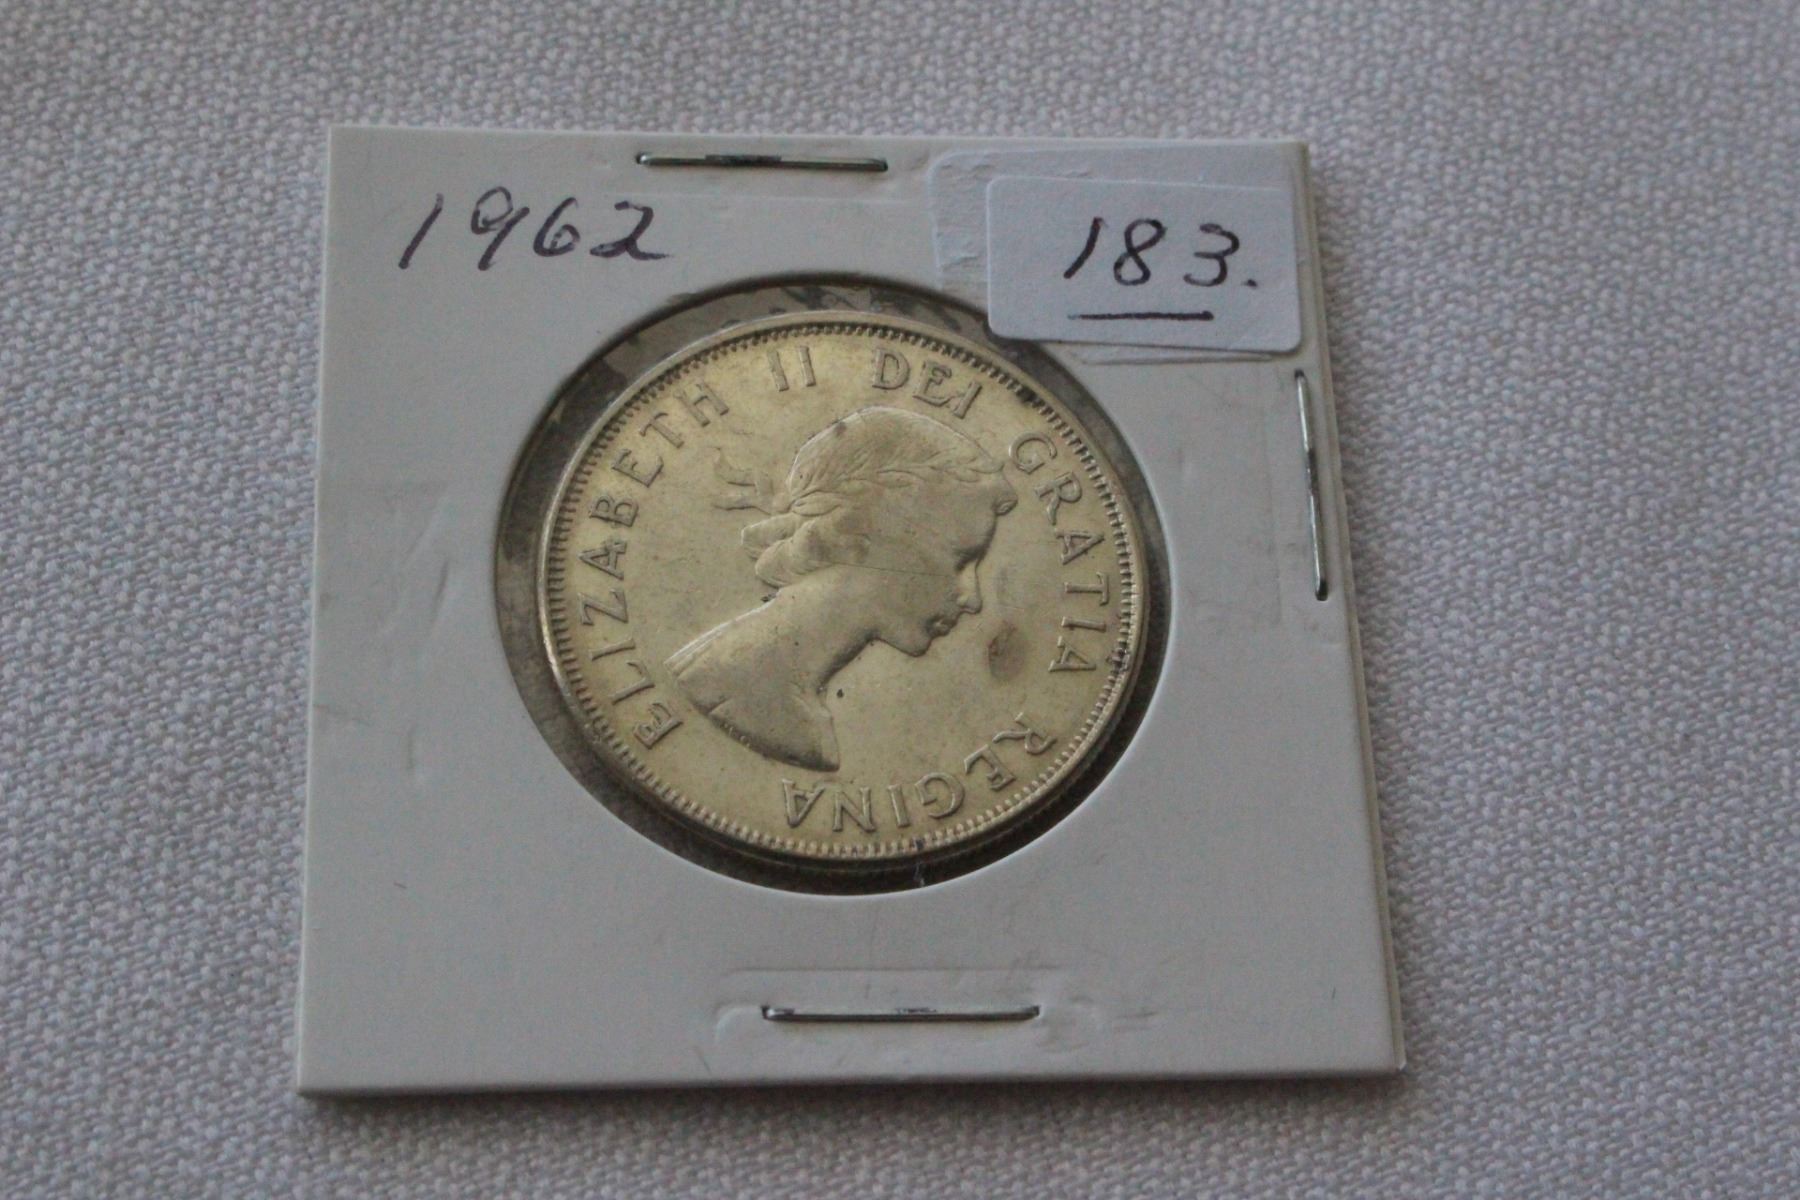 1962
183.
ELIZABETH II DEI GRATIA REGINA